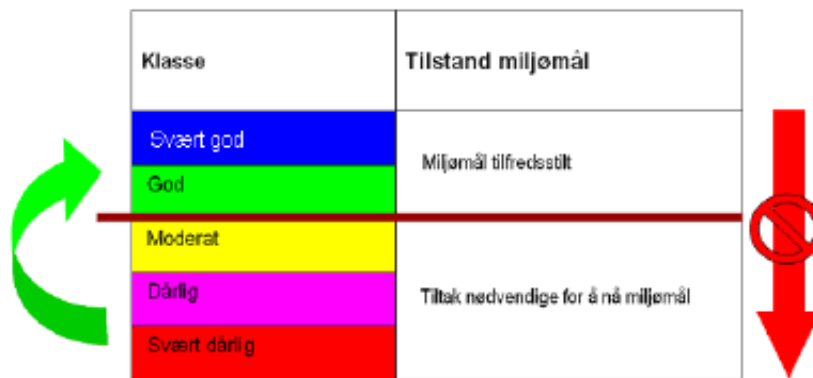 Klasse
Tilstand miljømål
Svært god
Miljømål tilfredsstilt
God
Moderat
Dårlig
Tiltak nødvendige for å nå miljømål
Svært dårlig